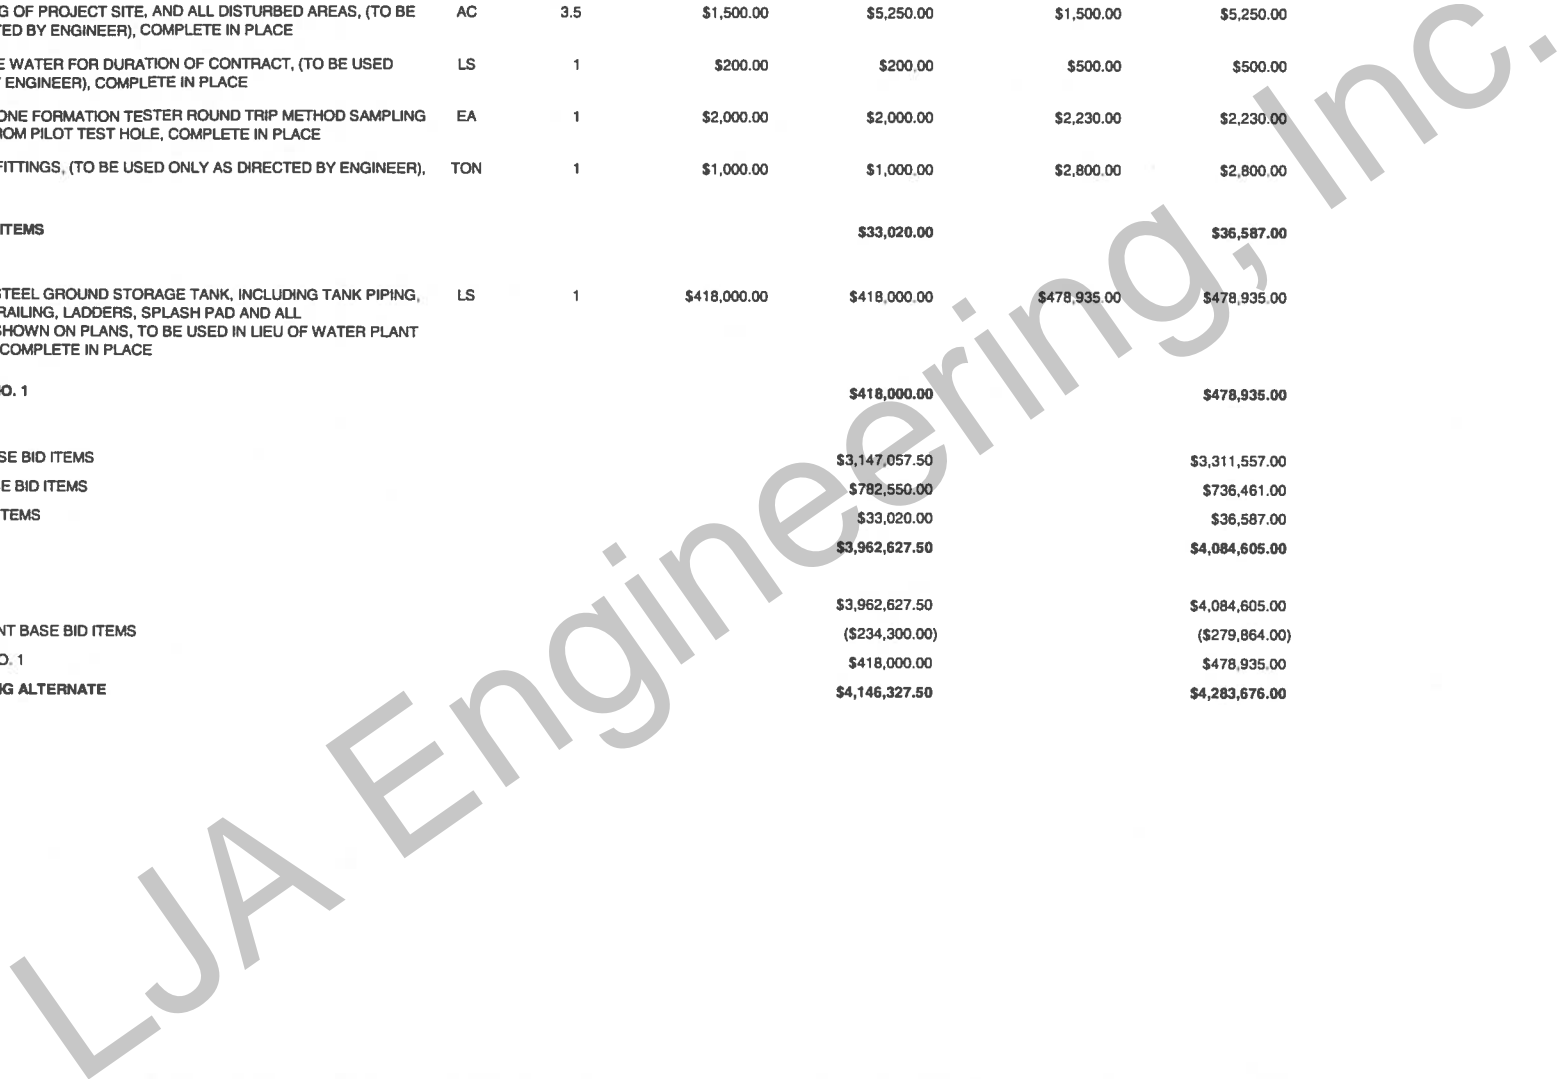 G OF PROJECT SITE, AND ALL DISTURBED AREAS, (TO BE AC 3.5 $1,500.00 $5,250.00 $1,500.00 $5,250.00
TED BY ENGINEER), COMPLETE IN PLACE
E WATER FOR DURATION OF CONTRACT, (TO BE USED LS 1 $200.00 $200.00 $500.00 $500.00
Y ENGINEER), COMPLETE IN PLACE
ONE FORMATION TESTER ROUND TRIP METHOD SAMPLING EA 1 $2,000.00 $2,000.00 $2,230.00 $2,230.00
ROM PILOT TEST HOLE, COMPLETE IN PLACE
FITTINGS, (TO BE USED ONLY AS DIRECTED BY ENGINEER), TON 1 $1,000.00 $1,000.00 $2,800.00 $2,800.00
ITEMS $33,020.00 $36,587.00
STEEL GROUND STORAGE TANK, INCLUDING TANK PIPING, LS 1 $418,000.00 $418,000.00 $478,935.00 $478,935.00
RAILING, LADDERS, SPLASH PAD AND ALL
SHOWN ON PLANS, TO BE USED IN LIEU OF WATER PLANT
COMPLETE IN PLACE
O. 1 $418,000.00 $478,935.00
SE BID ITEMS $3,147,057.50 $3,311,557.00
E BID ITEMS $782,550.00 $736,461.00
TEMS $33,020.00 $36,587.00
$3,962,627.50 $4,084,605.00
$3,962,627.50 $4,084,605.00
NT BASE BID ITEMS ($234,300.00) ($279,864.00)
O. 1 $418,000.00 $478,935.00
NG ALTERNATE $4,146,327.50 $4,283,676.00
LJA Engineering, Inc.